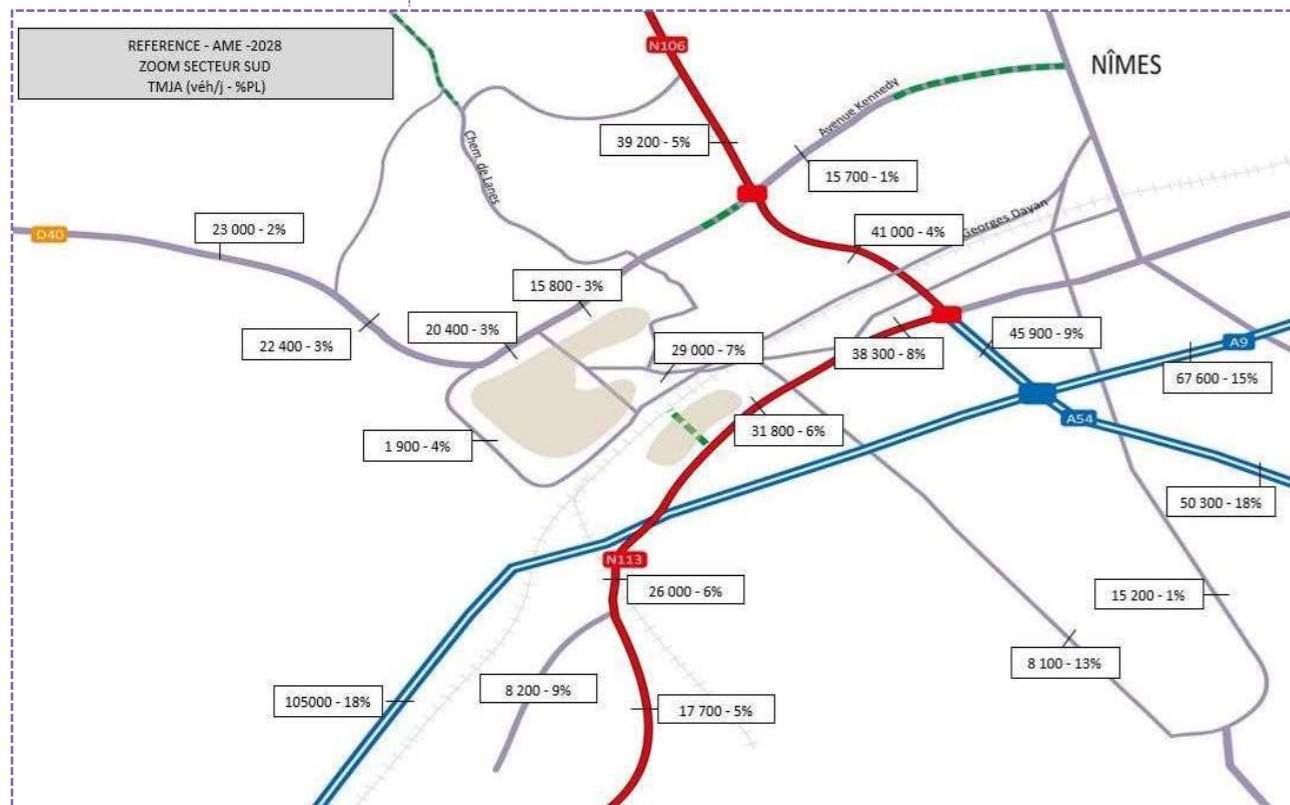 REFERENCE - AME -2028
ZOOM SECTEUR SUD
TMJA (véh/j - %PL)
N106
NÎMES
Avenue Kennedy
39 200 - 5%
15 700 - 1%
Chem. de Lanes
D40
23 000 - 2%
41 000 - 4%
Georges Dayan
15 800 - 3%
20 400 - 3%
22 400 - 3%
29 000 - 7%
38 300 - 8%
45 900 - 9%
A9
67 600 - 15%
A54
1 900 - 4%
31 800 - 6%
50 300 - 18%
N113
26 000 - 6%
15 200 - 1%
8 100 - 13%
8 200 - 9%
105000 - 18%
17 700 - 5%